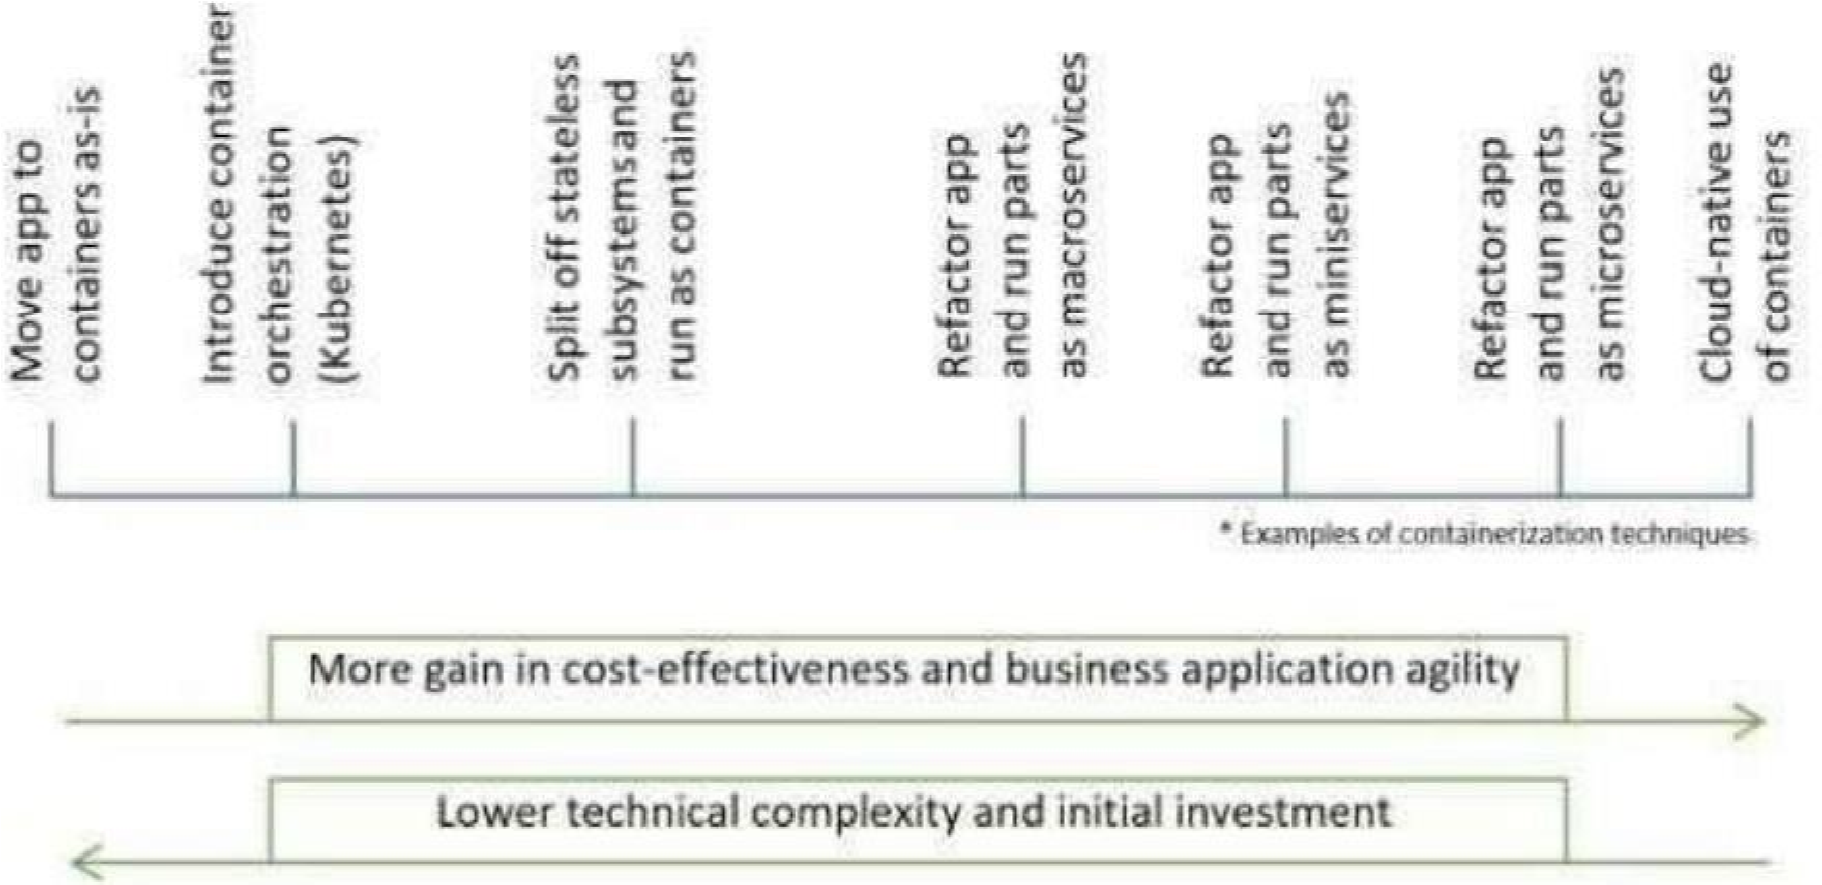 Move app to
containers as-is
Introduce container
orchestration
(Kubernetes)
Split off stateless
subsystems and
run as containers
Refactor app
and run parts
as macroservices
Refactor app
and run parts
as miniservices
Refactor app
and run parts
as microservices
Cloud-native use
of containers
* Examples of containerization techniques
More gain in cost-effectiveness and business application agility
Lower technical complexity and initial investment